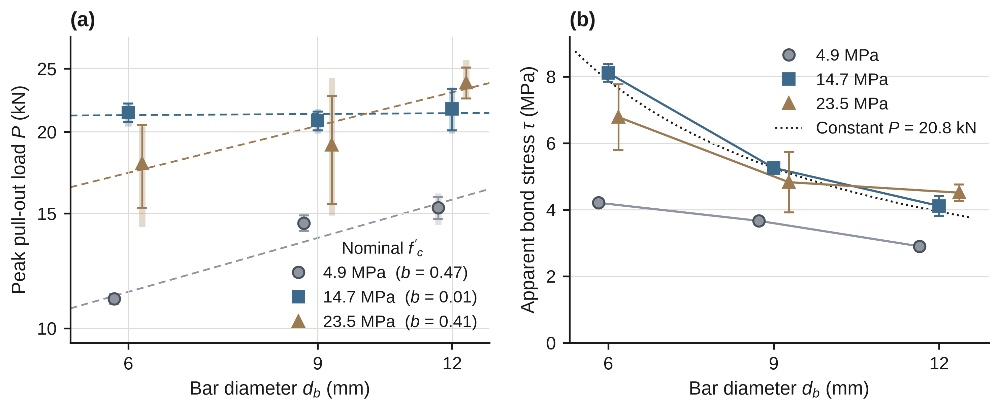 (a)
Peak pull-out load P (kN)
25
20
15
10
6
9
12
Bar diameter d_b (mm)
Nominal f'_c
4.9 MPa (b = 0.47)
14.7 MPa (b = 0.01)
23.5 MPa (b = 0.41)
(b)
Apparent bond stress τ (MPa)
8
6
4
2
0
6
9
12
Bar diameter d_b (mm)
4.9 MPa
14.7 MPa
23.5 MPa
Constant P = 20.8 kN